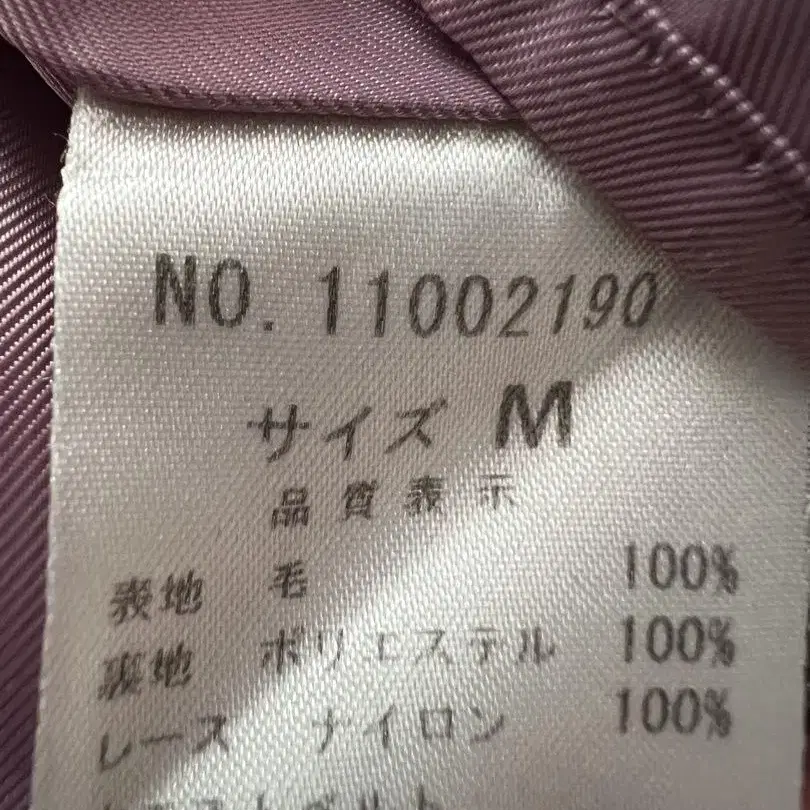 NO. 11002190
サイズ M
品質表示
表地 毛 100%
裏地 ポリエステル 100%
レース ナイロン 100%